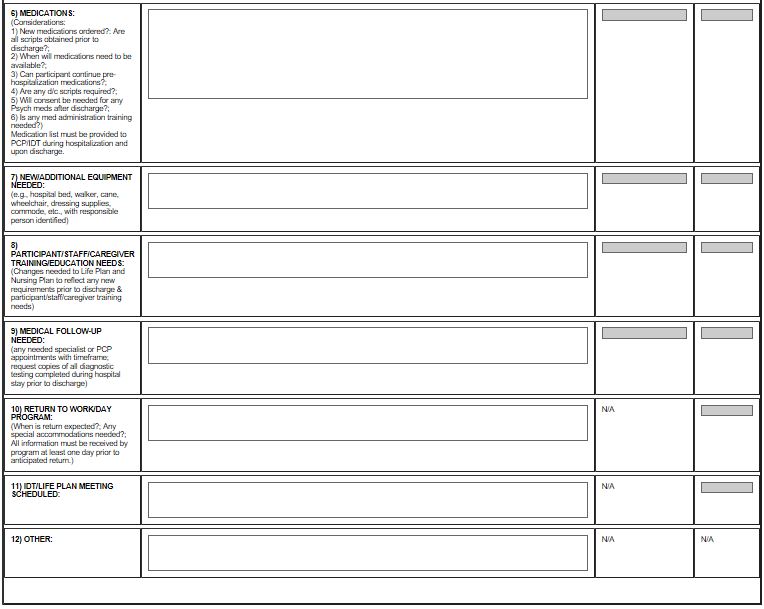 6) MEDICATIONS:
(Considerations:
1) New medications ordered?: Are
all scripts obtained prior to
discharge?;
2) When will medications need to be
available?;
3) Can participant continue pre-
hospitalization medications?;
4) Are any d/c scripts required?;
5) Will consent be needed for any
Psych meds after discharge?;
6) Is any med administration training
needed?)
Medication list must be provided to
PCP/IDT during hospitalization and
upon discharge.
7) NEW/ADDITIONAL EQUIPMENT
NEEDED:
(e.g., hospital bed, walker, cane,
wheelchair, dressing supplies,
commode, etc., with responsible
person identified)
8)
PARTICIPANT/STAFF/CAREGIVER
TRAINING/EDUCATION NEEDS:
(Changes needed to Life Plan and
Nursing Plan to reflect any new
requirements prior to discharge &
participant/staff/caregiver training
needs)
9) MEDICAL FOLLOW-UP
NEEDED:
(any needed specialist or PCP
appointments with timeframe;
request copies of all diagnostic
testing completed during hospital
stay prior to discharge)
10) RETURN TO WORK/DAY
PROGRAM:
(When is return expected?; Any
special accommodations needed?;
All information must be received by
program at least one day prior to
anticipated return.)
N/A
11) IDT/LIFE PLAN MEETING
SCHEDULED:
N/A
12) OTHER:
N/A
N/A